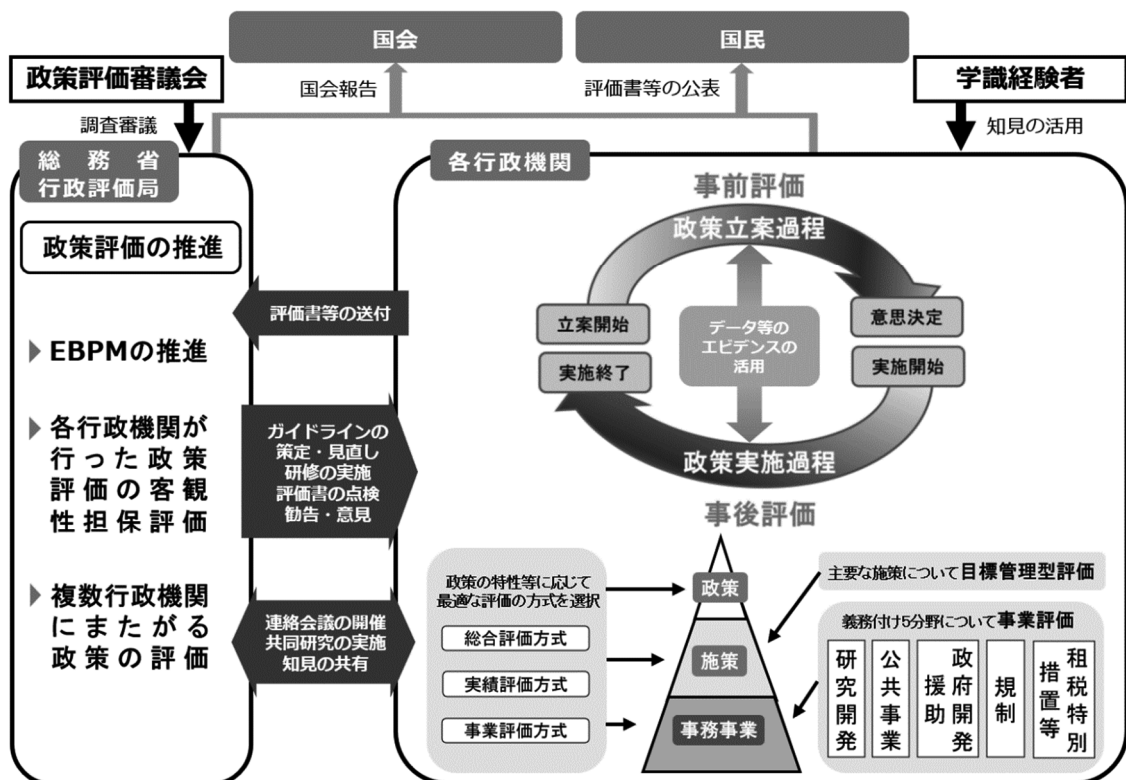 国会
国民
政策評価審議会
学識経験者
国会報告
評価書等の公表
調査審議
知見の活用
総務省
行政評価局
各行政機関
政策評価の推進
EBPMの推進
各行政機関が
行った政策
評価の客観
性担保評価
複数行政機関
にまたがる
政策の評価
評価書等の送付
ガイドラインの
策定・見直し
研修の実施
評価書の点検
勧告・意見
連絡会議の開催
共同研究の実施
知見の共有
事前評価
政策立案過程
立案開始
意思決定
データ等の
エビデンスの
活用
実施終了
実施開始
政策実施過程
事後評価
政策の特性等に応じて
最適な評価の方式を選択
総合評価方式
実績評価方式
事業評価方式
政策
施策
事務事業
主要な施策について目標管理型評価
義務付け5分野について事業評価
研究開発
公共事業
政府開発
援助
規制
租税特別
措置等